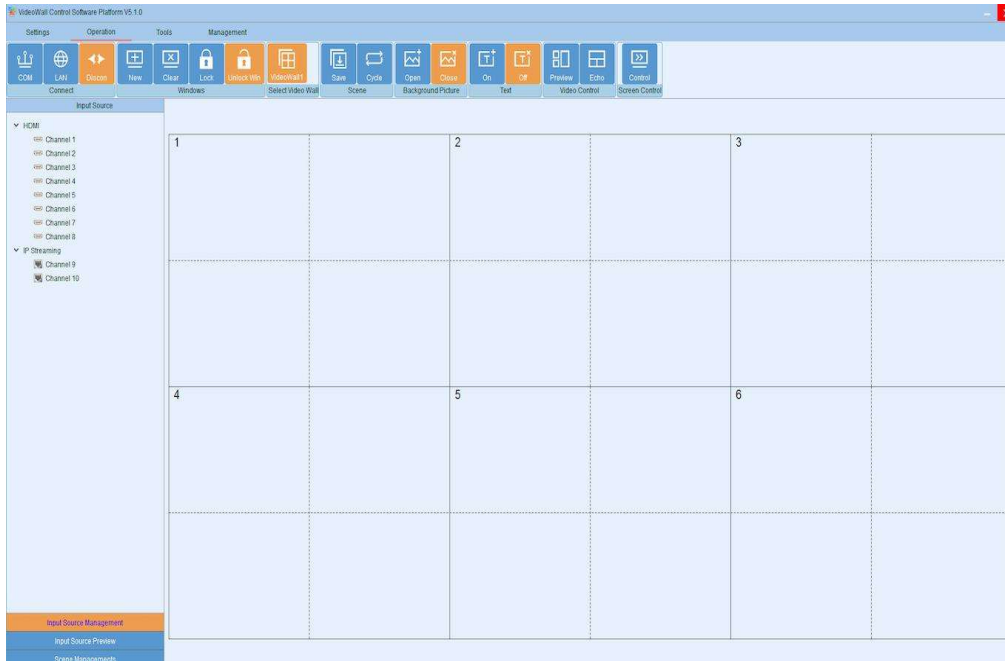 VideoWall Control Software Platform V5.1.0
Settings Operation Tools Management
COM LAN Discon New Clear Lock Unlock Win VideoWall1 Save Cycle Open Close On Off Preview Echo Control
Connect Windows Select Video Wall Scene Background Picture Text Video Control Screen Control
Input Source
HDMI
Channel 1
Channel 2
Channel 3
Channel 4
Channel 5
Channel 6
Channel 7
Channel 8
IP Streaming
Channel 9
Channel 10
1 2 3
4 5 6
Input Source Management
Input Source Preview
Scene Managements